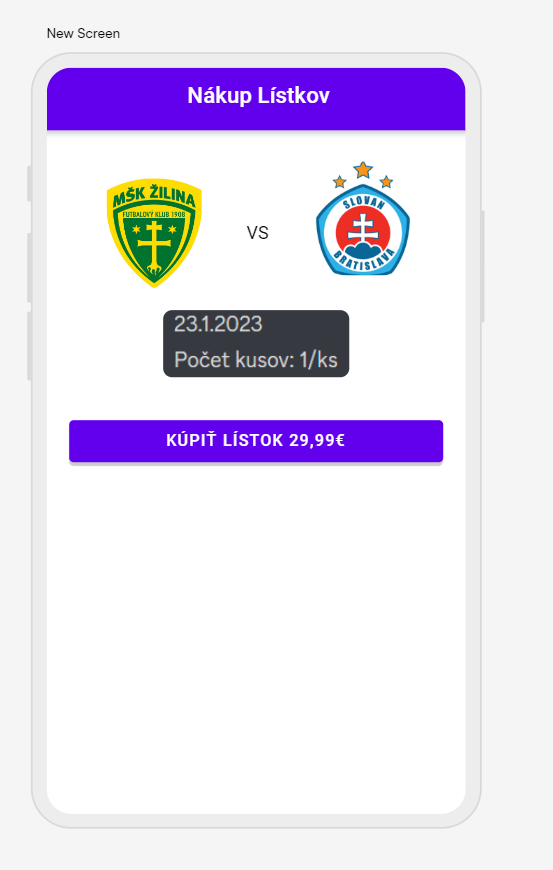 New Screen
Nákup Lístkov
MŠK ŽILINA
FUTBALOVÝ KLUB 1908
VS
SLOVAN
BRATISLAVA
23.1.2023
Počet kusov: 1/ks
KÚPIŤ LÍSTOK 29,99€